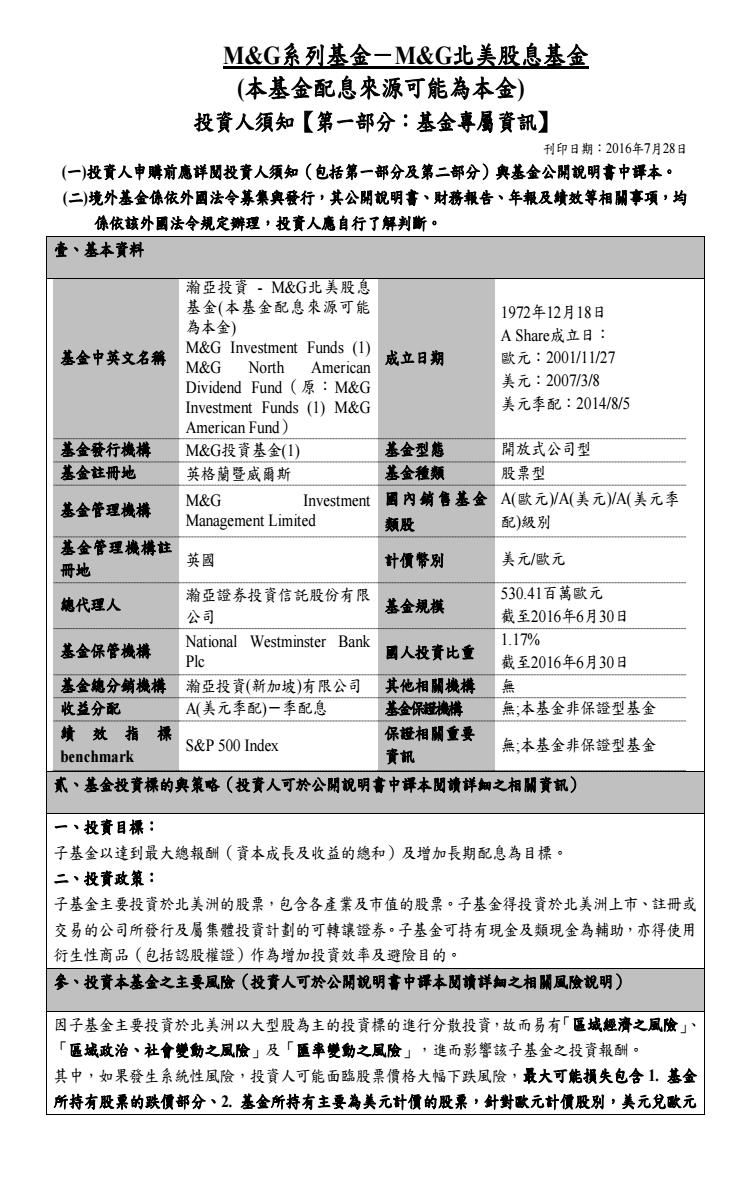 M&G系列基金－M&G北美股息基金
(本基金配息來源可能為本金)
投資人須知【第一部分：基金專屬資訊】
刊印日期：2016年7月28日
(一)投資人申購前應詳閱投資人須知（包括第一部分及第二部分）與基金公開說明書中譯本。
(二)境外基金係依外國法令募集與發行，其公開說明書、財務報告、年報及績效等相關事項，均
係依該外國法令規定辦理，投資人應自行了解判斷。
壹、基本資料
基金中英文名稱
瀚亞投資 - M&G北美股息
基金(本基金配息來源可能
為本金)
M&G Investment Funds (1)
M&G North American
Dividend Fund（原：M&G
Investment Funds (1) M&G
American Fund）
成立日期
1972年12月18日
A Share成立日：
歐元：2001/11/27
美元：2007/3/8
美元季配：2014/8/5
基金發行機構
M&G投資基金(1)
基金型態
開放式公司型
基金註冊地
英格蘭暨威爾斯
基金種類
股票型
基金管理機構
M&G Investment
Management Limited
國內銷售基金
類股
A(歐元)/A(美元)/A(美元季
配)級別
基金管理機構註
冊地
英國
計價幣別
美元/歐元
總代理人
瀚亞證券投資信託股份有限
公司
基金規模
530.41百萬歐元
截至2016年6月30日
基金保管機構
National Westminster Bank
Plc
國人投資比重
1.17%
截至2016年6月30日
基金總分銷機構
瀚亞投資(新加坡)有限公司
其他相關機構
無
收益分配
A(美元季配)－季配息
基金保證機構
無;本基金非保證型基金
績效指標
benchmark
S&P 500 Index
保證相關重要
資訊
無;本基金非保證型基金
貳、基金投資標的與策略（投資人可於公開說明書中譯本閱讀詳細之相關資訊）
一、投資目標：
子基金以達到最大總報酬（資本成長及收益的總和）及增加長期配息為目標。
二、投資政策：
子基金主要投資於北美洲的股票，包含各產業及市值的股票。子基金得投資於北美洲上市、註冊或
交易的公司所發行及屬集體投資計劃的可轉讓證券。子基金可持有現金及類現金為輔助，亦得使用
衍生性商品（包括認股權證）作為增加投資效率及避險目的。
參、投資本基金之主要風險（投資人可於公開說明書中譯本閱讀詳細之相關風險說明）
因子基金主要投資於北美洲以大型股為主的投資標的進行分散投資，故而易有「區域經濟之風險」、
「區域政治、社會變動之風險」及「匯率變動之風險」，進而影響該子基金之投資報酬。
其中，如果發生系統性風險，投資人可能面臨股票價格大幅下跌風險，最大可能損失包含 1. 基金
所持有股票的跌價部分、2. 基金所持有主要為美元計價的股票，針對歐元計價股別，美元兌歐元